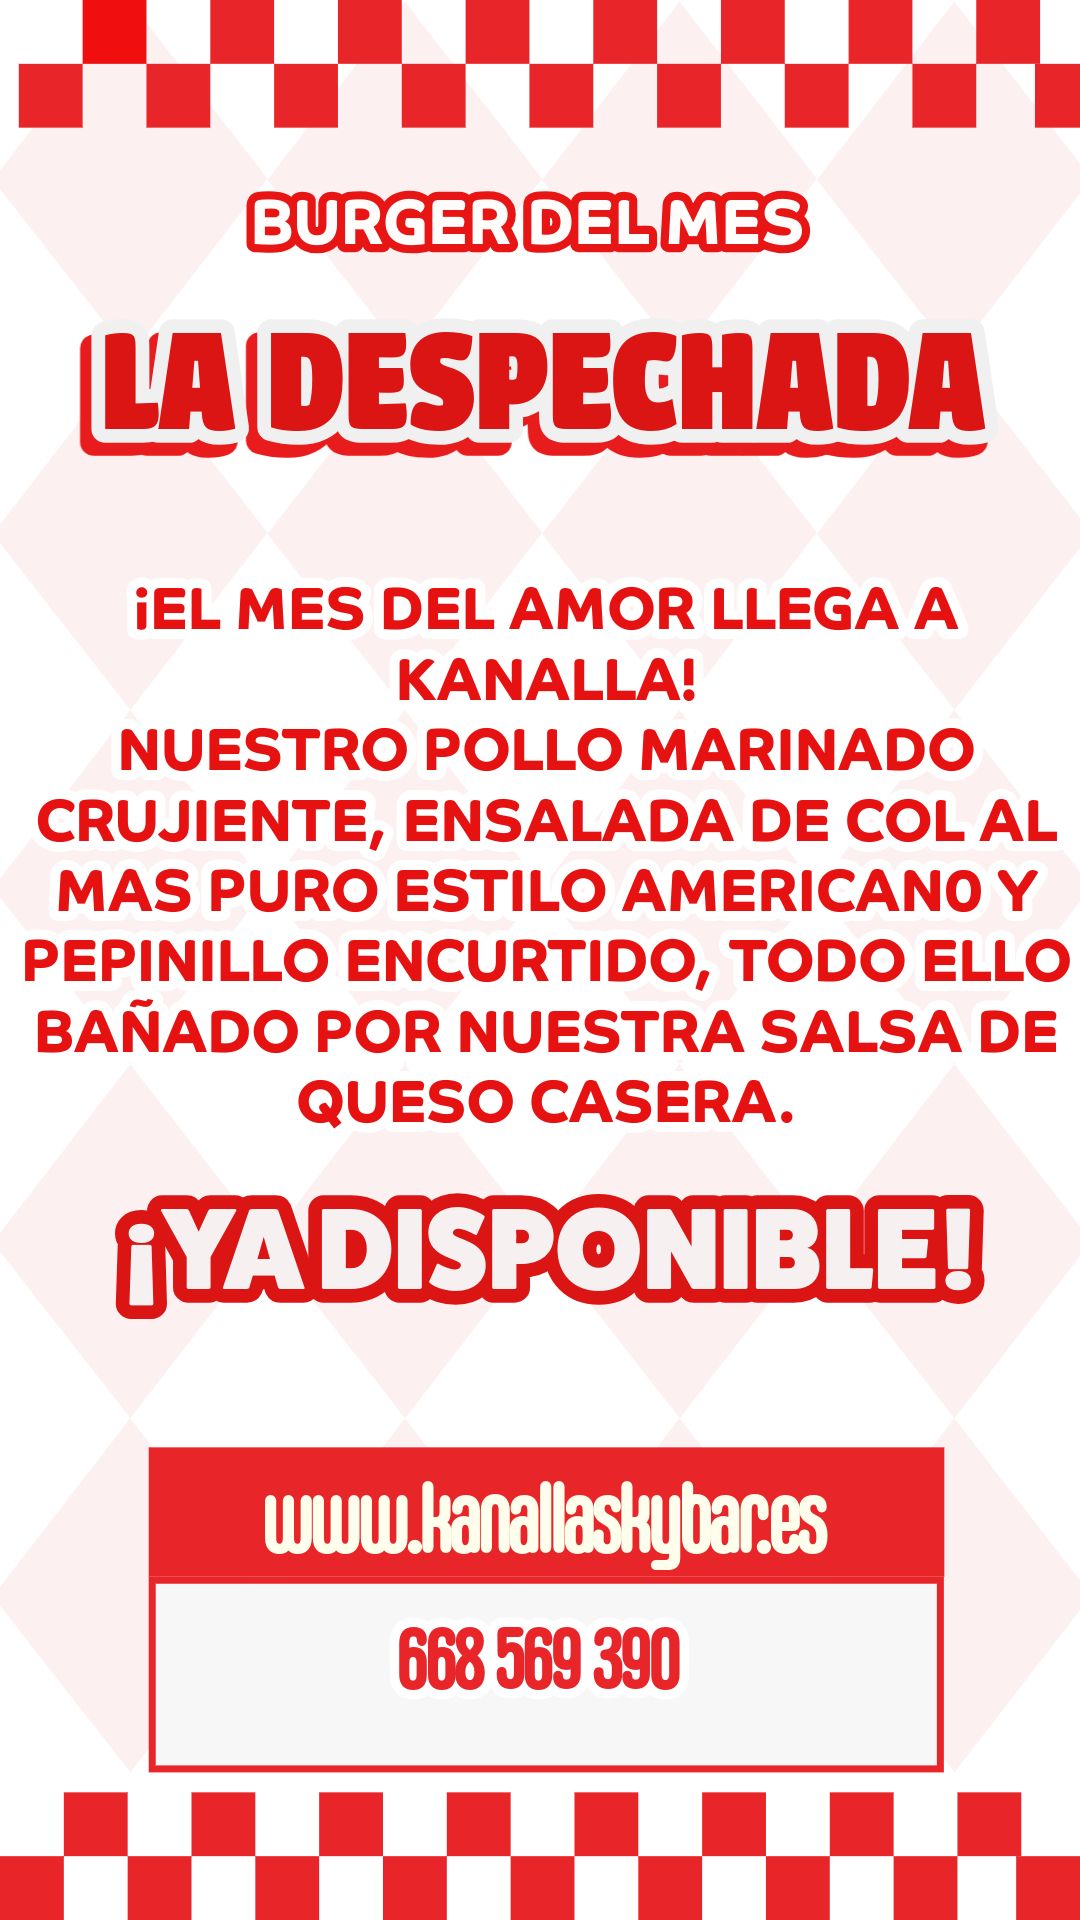 BURGER DEL MES
LA DESPECHADA
¡EL MES DEL AMOR LLEGA A
KANALLA!
NUESTRO POLLO MARINADO
CRUJIENTE, ENSALADA DE COL AL
MAS PURO ESTILO AMERICAN0 Y
PEPINILLO ENCURTIDO, TODO ELLO
BAÑADO POR NUESTRA SALSA DE
QUESO CASERA.
¡YA DISPONIBLE!
www.kanallaskybar.es
668 569 390